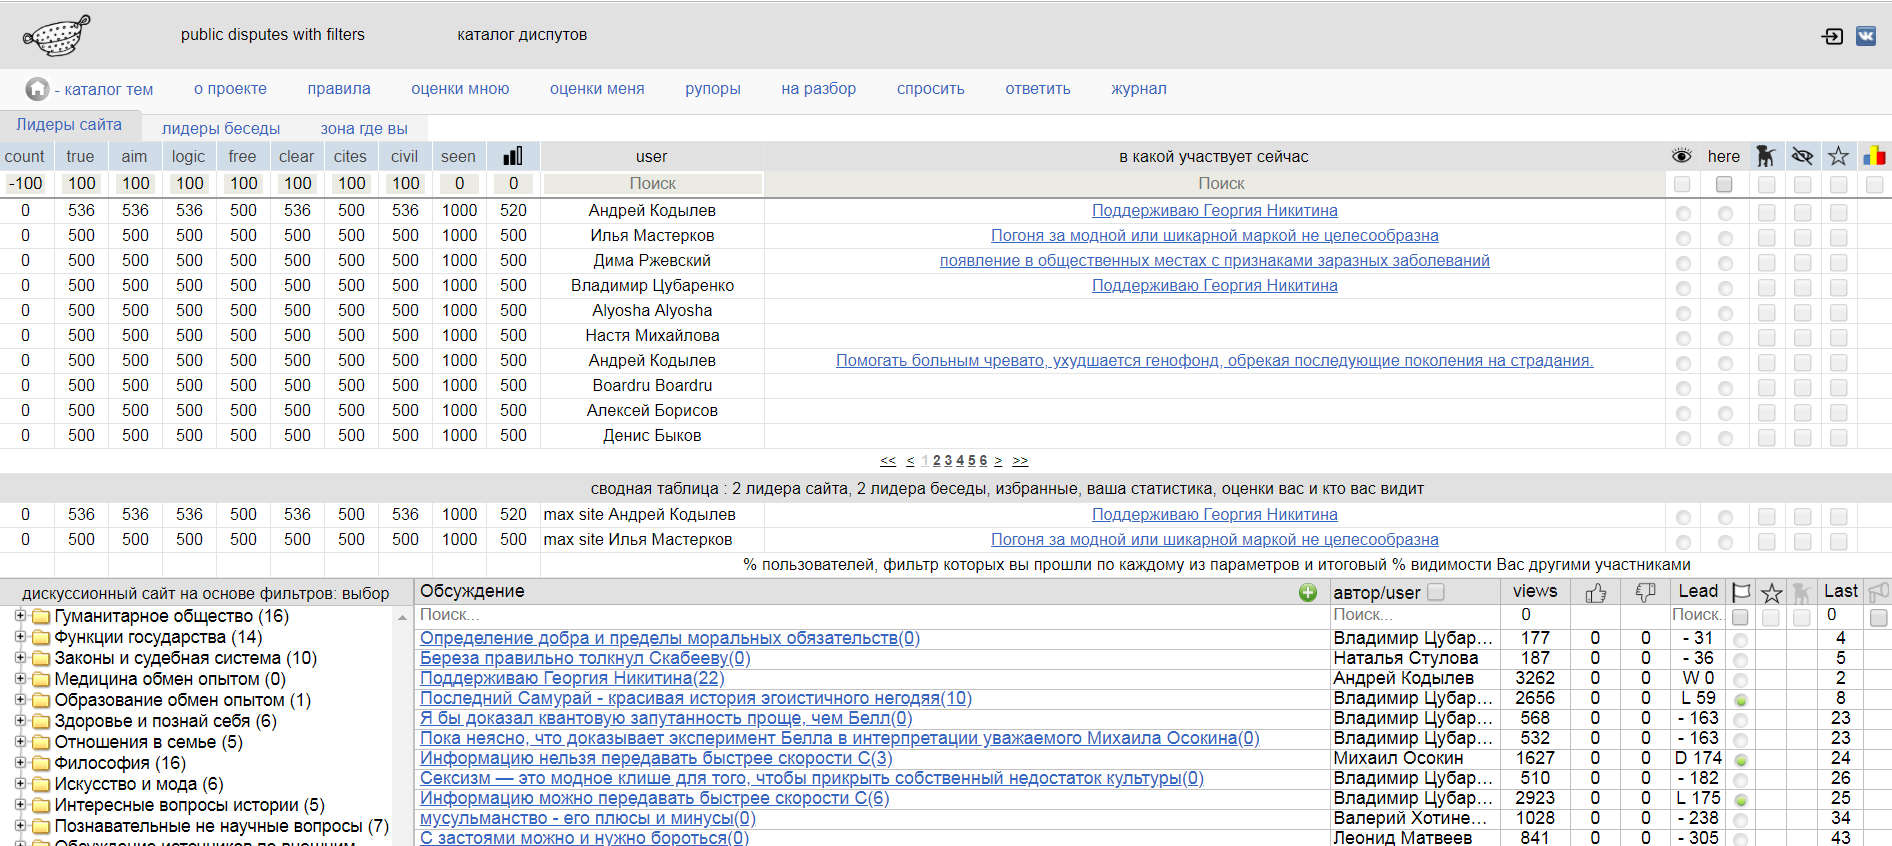 public disputes with filters каталог диспутов
- каталог тем о проекте правила оценки мною оценки меня рупоры на разбор спросить ответить журнал
Лидеры сайта лидеры беседы зона где вы
count true aim logic free clear cites civil seen user в какой участвует сейчас here
-100 100 100 100 100 100 100 100 0 0 Поиск Поиск
0 536 536 536 500 536 500 536 1000 520 Андрей Кодылев Поддерживаю Георгия Никитина
0 500 500 500 500 500 500 500 1000 500 Илья Мастерков Погоня за модной или шикарной маркой не целесообразна
0 500 500 500 500 500 500 500 1000 500 Дима Ржевский появление в общественных местах с признаками заразных заболеваний
0 500 500 500 500 500 500 500 1000 500 Владимир Цубаренко Поддерживаю Георгия Никитина
0 500 500 500 500 500 500 500 1000 500 Alyosha Alyosha
0 500 500 500 500 500 500 500 1000 500 Настя Михайлова
0 500 500 500 500 500 500 500 1000 500 Андрей Кодылев Помогать больным чревато, ухудшается генофонд, обрекая последующие поколения на страдания.
0 500 500 500 500 500 500 500 1000 500 Boardru Boardru
0 500 500 500 500 500 500 500 1000 500 Алексей Борисов
0 500 500 500 500 500 500 500 1000 500 Денис Быков
<< < 1 2 3 4 5 6 > >>
сводная таблица : 2 лидера сайта, 2 лидера беседы, избранные, ваша статистика, оценки вас и кто вас видит
0 536 536 536 500 536 500 536 1000 520 max site Андрей Кодылев Поддерживаю Георгия Никитина
0 500 500 500 500 500 500 500 1000 500 max site Илья Мастерков Погоня за модной или шикарной маркой не целесообразна
% пользователей, фильтр которых вы прошли по каждому из параметров и итоговый % видимости Вас другими участниками
дискуссионный сайт на основе фильтров: выбор
Гуманитарное общество (16)
Функции государства (14)
Законы и судебная система (10)
Медицина обмен опытом (0)
Образование обмен опытом (1)
Здоровье и познай себя (6)
Отношения в семье (5)
Философия (16)
Искусство и мода (6)
Интересные вопросы истории (5)
Познавательные не научные вопросы (7)
Обсуждение источников по внешним
Обсуждение автор/user views Lead Last
Поиск... Поиск... 0 Поиск.. 0
Определение добра и пределы моральных обязательств(0) Владимир Цубар... 177 0 0 - 31 4
Береза правильно толкнул Скабееву(0) Наталья Стулова 187 0 0 - 36 5
Поддерживаю Георгия Никитина(22) Андрей Кодылев 3262 0 0 W 0 2
Последний Самурай - красивая история эгоистичного негодяя(10) Владимир Цубар... 2656 0 0 L 59 8
Я бы доказал квантовую запутанность проще, чем Белл(0) Владимир Цубар... 568 0 0 - 163 23
Пока неясно, что доказывает эксперимент Белла в интерпретации уважаемого Михаила Осокина(0) Владимир Цубар... 532 0 0 - 163 23
Информацию нельзя передавать быстрее скорости С(3) Михаил Осокин 1627 0 0 D 174 24
Сексизм — это модное клише для того, чтобы прикрыть собственный недостаток культуры(0) Владимир Цубар... 510 0 0 - 182 26
Информацию можно передавать быстрее скорости С(6) Владимир Цубар... 2923 0 0 L 175 25
мусульманство - его плюсы и минусы(0) Валерий Хотине... 1028 0 0 - 238 34
С застоями можно и нужно бороться(0) Леонид Матвеев 841 0 0 - 305 43